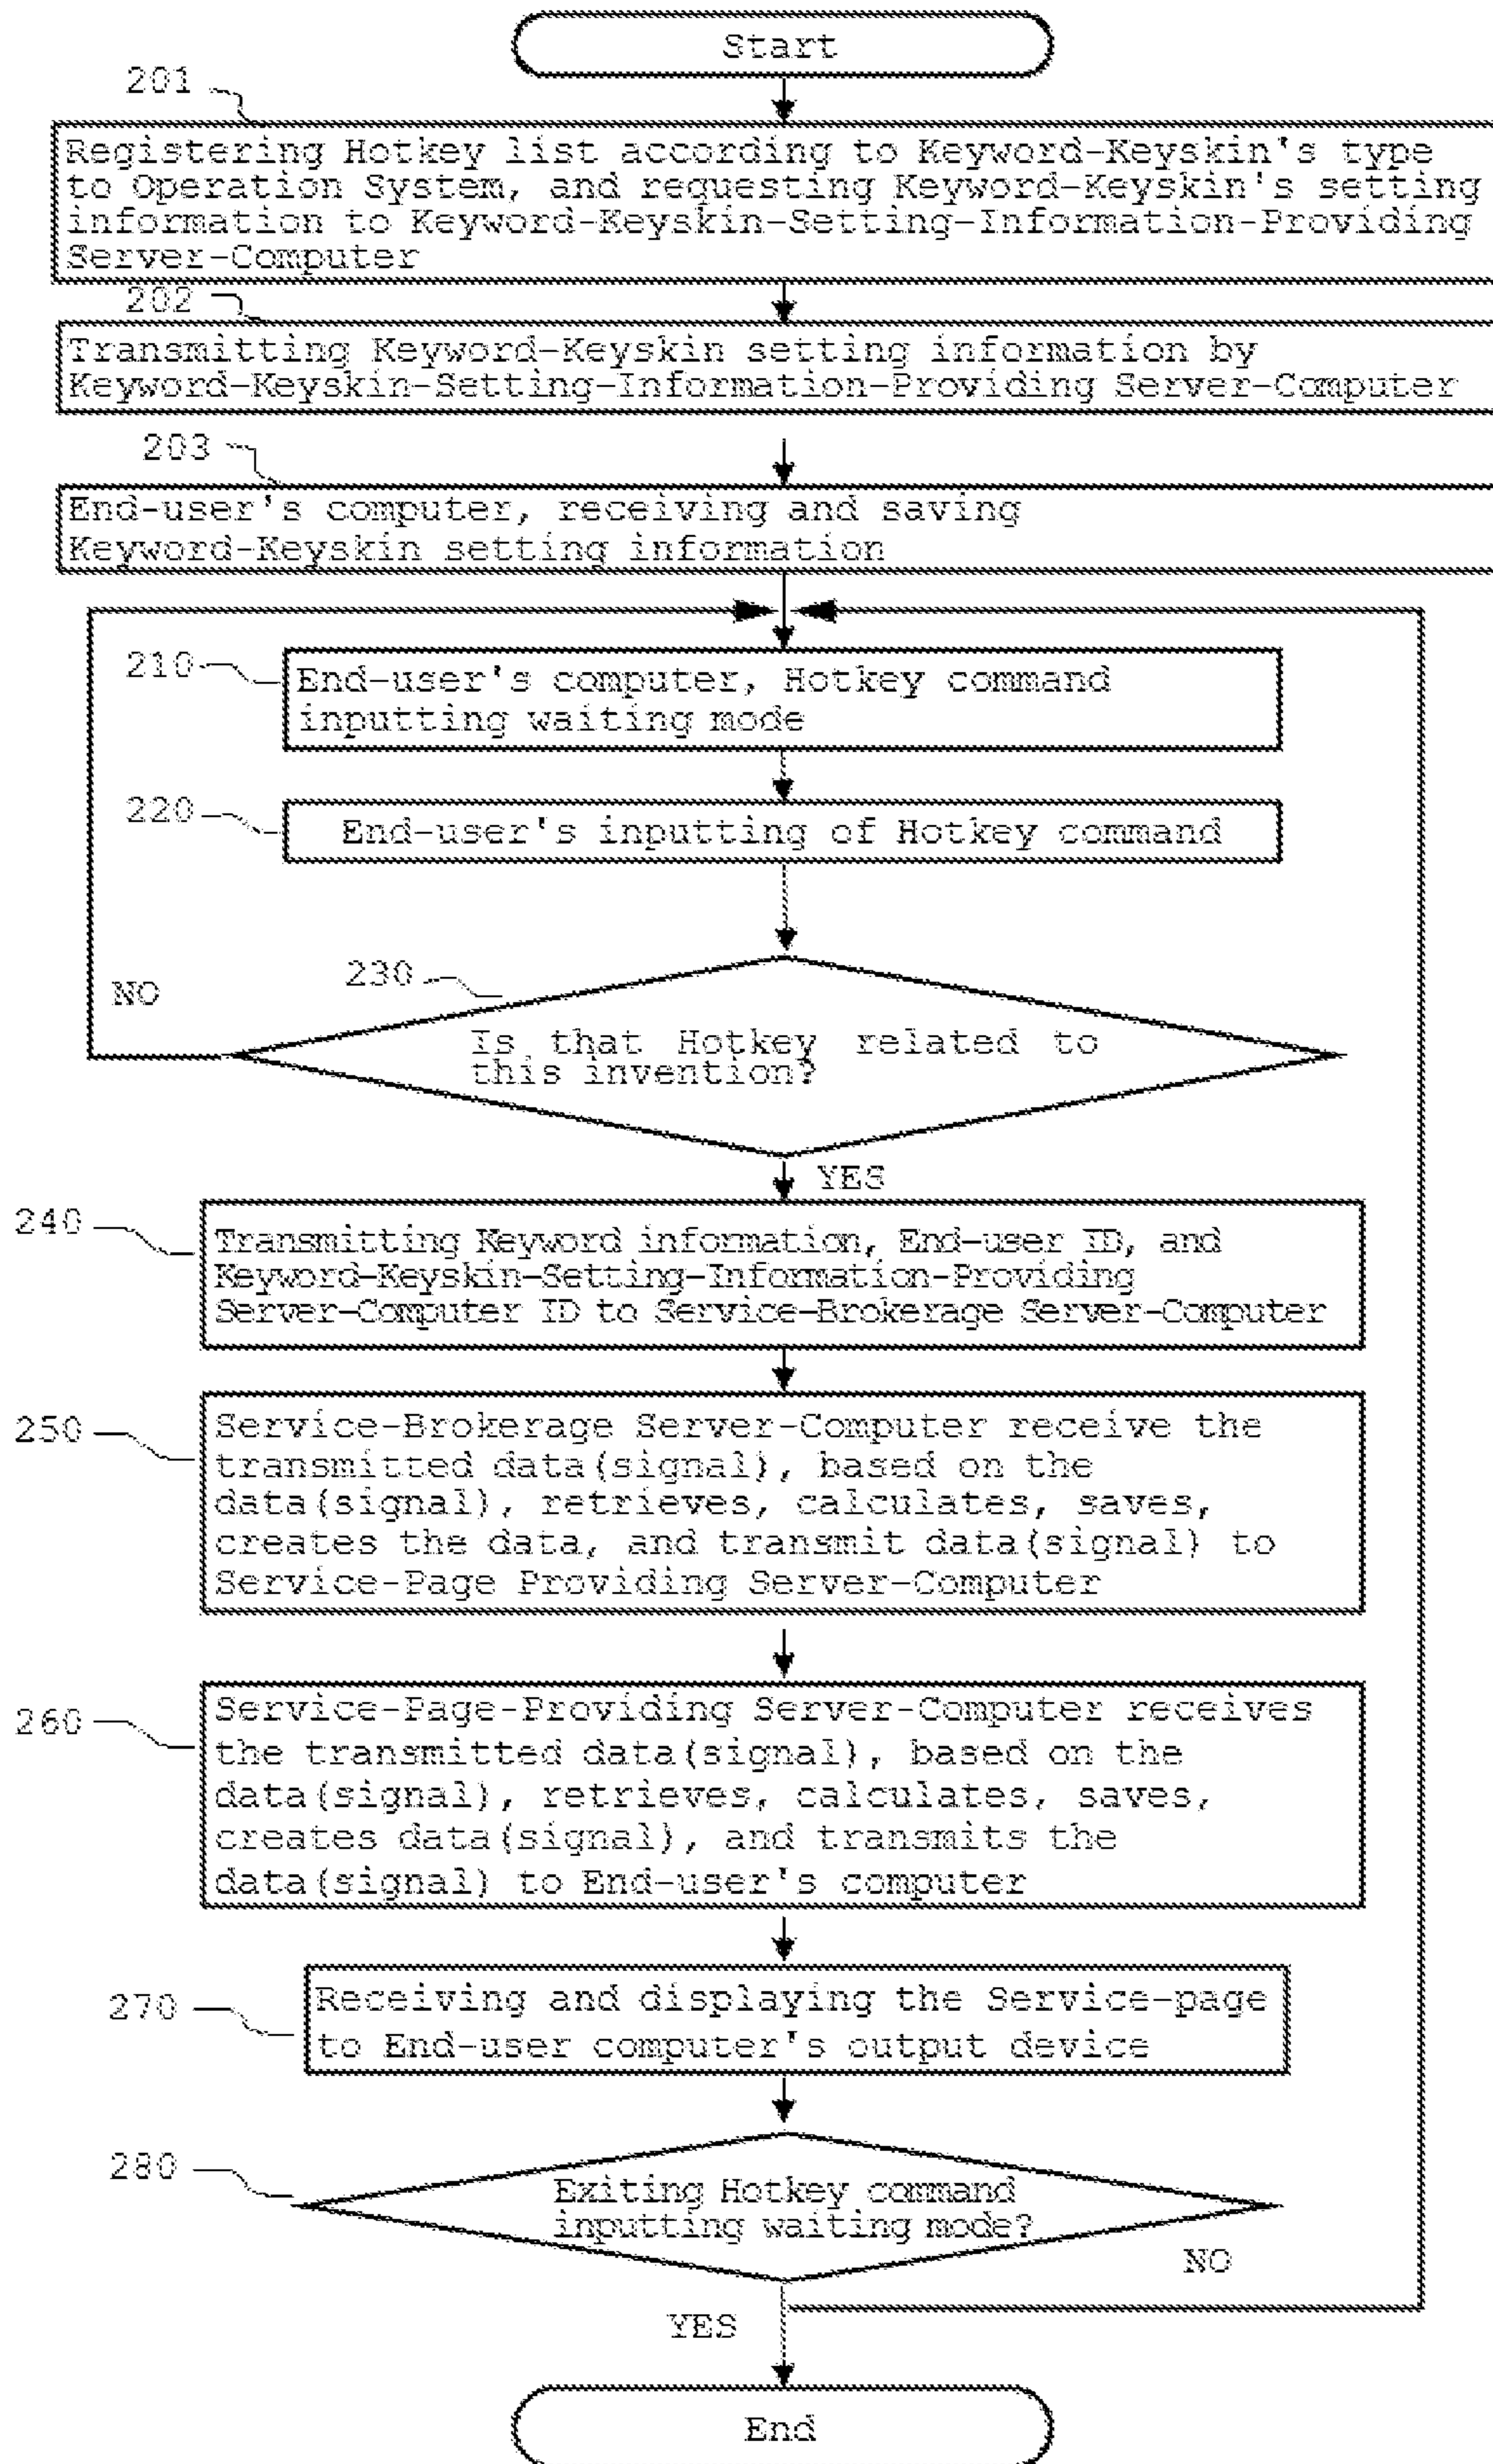 Start
201
Registering Hotkey list according to Keyword-Keyskin's type
to Operation System, and requesting Keyword-Keyskin's setting
information to Keyword-Keyskin-Setting-Information-Providing
Server-Computer
202
Transmitting Keyword-Keyskin setting information by
Keyword-Keyskin-Setting-Information-Providing Server-Computer
203
End-user's computer, receiving and saving
Keyword-Keyskin setting information
210
End-user's computer, Hotkey command
inputting waiting mode
220
End-user's inputting of Hotkey command
230
NO
Is that Hotkey related to
this invention?
YES
240
Transmitting Keyword information, End-user ID, and
Keyword-Keyskin-Setting-Information-Providing
Server-Computer ID to Service-Brokerage Server-Computer
250
Service-Brokerage Server-Computer receive the
transmitted data(signal), based on the
data(signal), retrieves, calculates, saves,
creates the data, and transmit data(signal) to
Service-Page Providing Server-Computer
260
Service-Page-Providing Server-Computer receives
the transmitted data(signal), based on the
data(signal), retrieves, calculates, saves,
creates data(signal), and transmits the
data(signal) to End-user's computer
270
Receiving and displaying the Service-page
to End-user computer's output device
280
Exiting Hotkey command
inputting waiting mode?
NO
YES
End